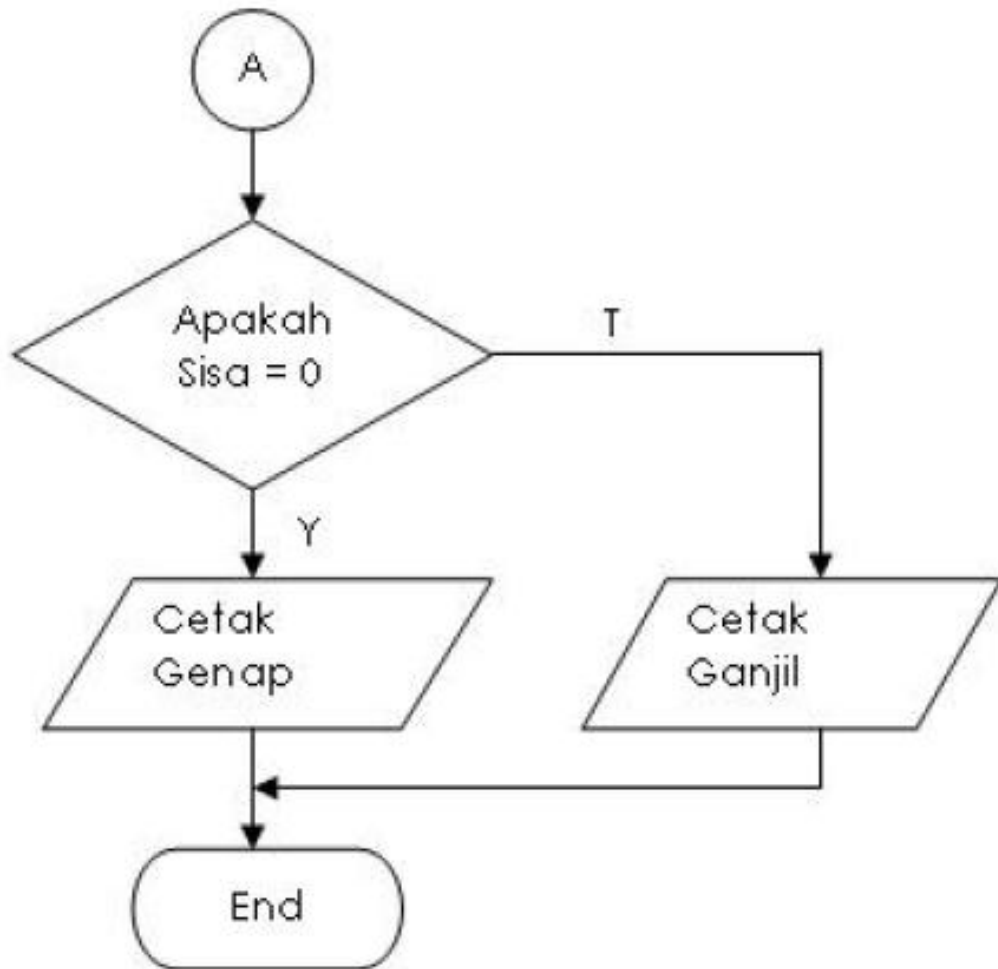 A
Apakah
Sisa = 0
T
Y
Cetak
Genap
Cetak
Ganjil
End